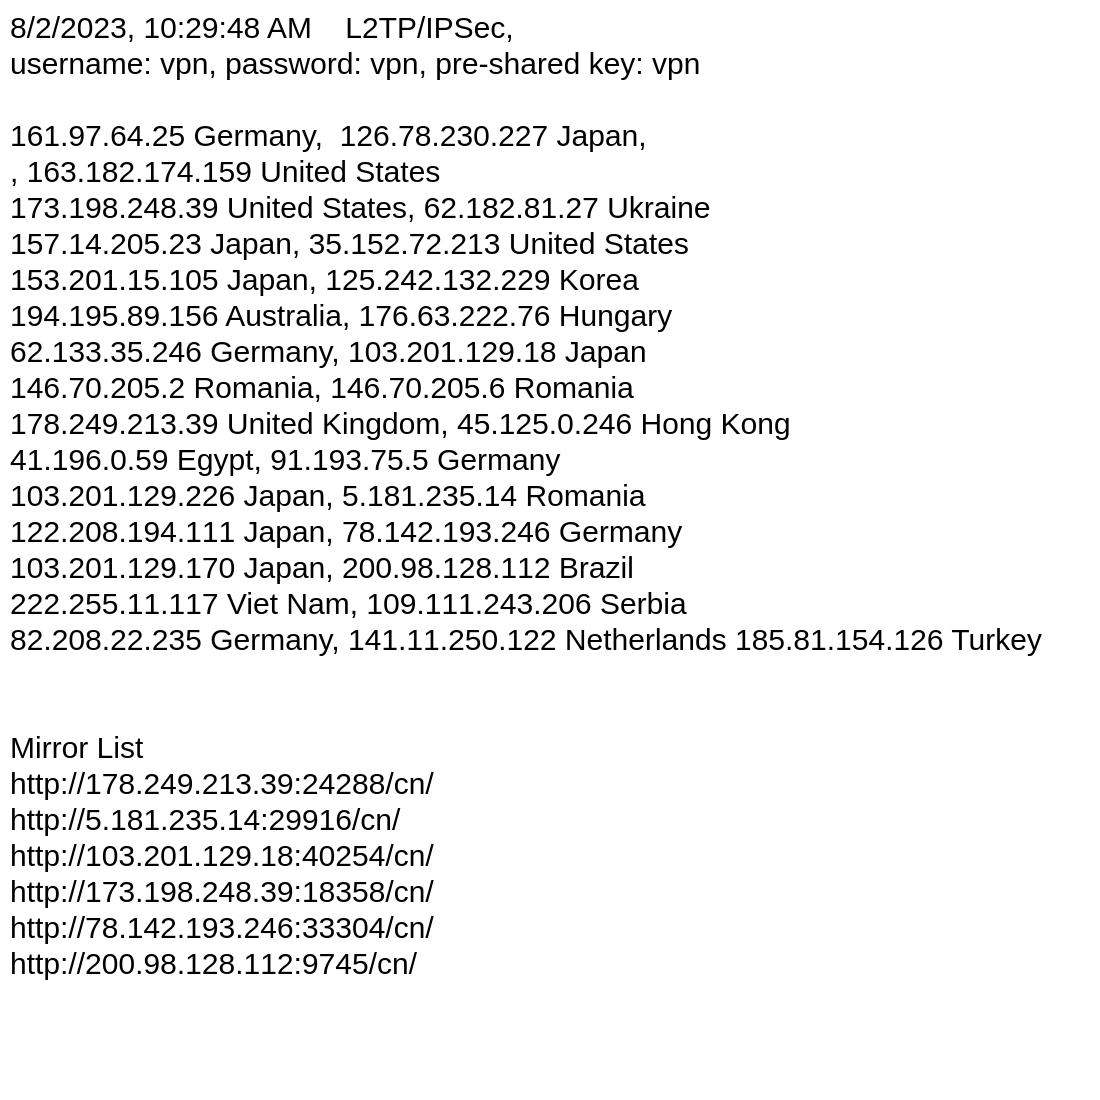 8/2/2023, 10:29:48 AM    L2TP/IPSec,
username: vpn, password: vpn, pre-shared key: vpn
161.97.64.25 Germany,  126.78.230.227 Japan,
, 163.182.174.159 United States
173.198.248.39 United States, 62.182.81.27 Ukraine
157.14.205.23 Japan, 35.152.72.213 United States
153.201.15.105 Japan, 125.242.132.229 Korea
194.195.89.156 Australia, 176.63.222.76 Hungary
62.133.35.246 Germany, 103.201.129.18 Japan
146.70.205.2 Romania, 146.70.205.6 Romania
178.249.213.39 United Kingdom, 45.125.0.246 Hong Kong
41.196.0.59 Egypt, 91.193.75.5 Germany
103.201.129.226 Japan, 5.181.235.14 Romania
122.208.194.111 Japan, 78.142.193.246 Germany
103.201.129.170 Japan, 200.98.128.112 Brazil
222.255.11.117 Viet Nam, 109.111.243.206 Serbia
82.208.22.235 Germany, 141.11.250.122 Netherlands 185.81.154.126 Turkey
Mirror List
http://178.249.213.39:24288/cn/
http://5.181.235.14:29916/cn/
http://103.201.129.18:40254/cn/
http://173.198.248.39:18358/cn/
http://78.142.193.246:33304/cn/
http://200.98.128.112:9745/cn/